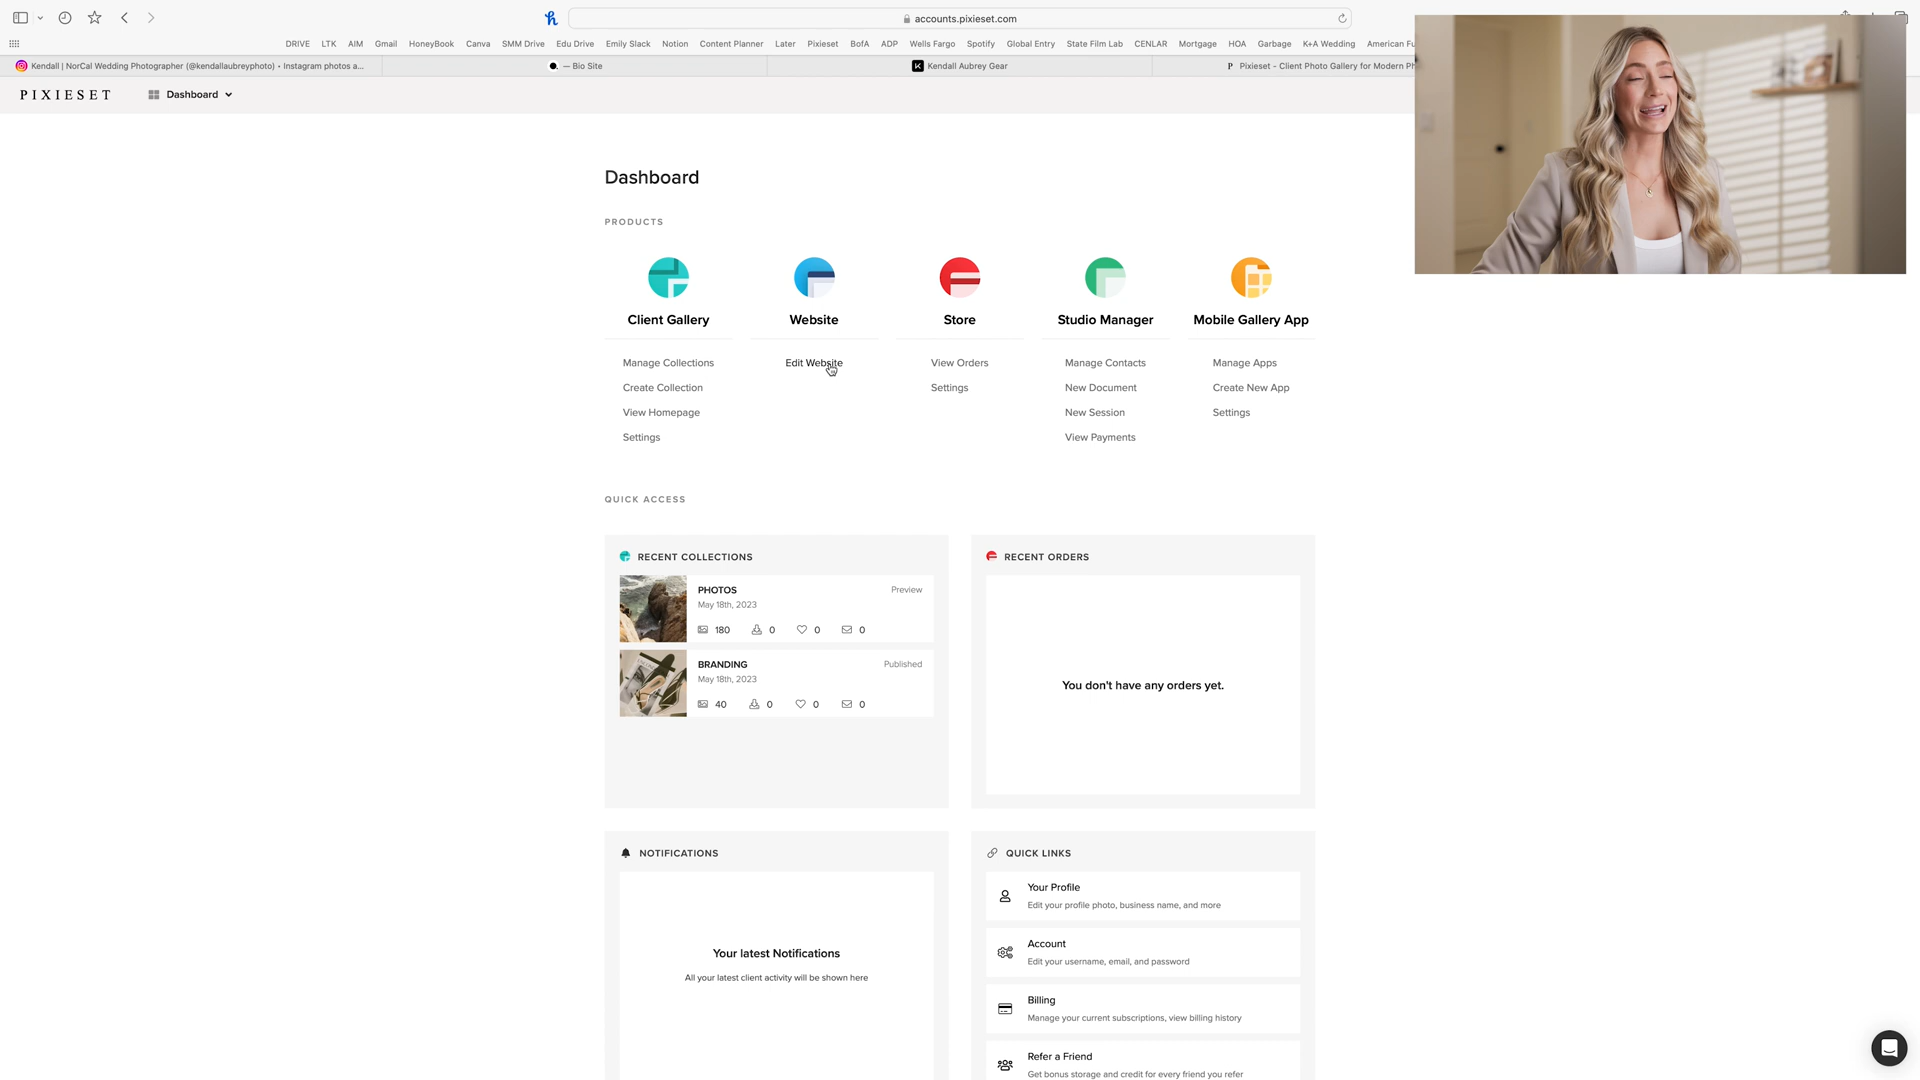 accounts.pixieset.com
DRIVE LTK AIM Gmail HoneyBook Canva SMM Drive Edu Drive Emily Slack Notion Content Planner Later Pixieset BofA ADP Wells Fargo Spotify Global Entry State Film Lab CENLAR Mortgage HOA Garbage K+A Wedding American Fu
Kendall | NorCal Wedding Photographer (@kendallaubreyphoto) • Instagram photos a... — Bio Site Kendall Aubrey Gear Pixieset - Client Photo Gallery for Modern Ph
PIXIESET Dashboard
Dashboard
PRODUCTS
Client Gallery Website Store Studio Manager Mobile Gallery App
Manage Collections Edit Website View Orders Manage Contacts Manage Apps
Create Collection Settings New Document Create New App
View Homepage New Session Settings
Settings View Payments
QUICK ACCESS
RECENT COLLECTIONS RECENT ORDERS
PHOTOS Preview
May 18th, 2023
180 0 0 0
BRANDING Published
May 18th, 2023
40 0 0 0
You don't have any orders yet.
NOTIFICATIONS QUICK LINKS
Your Profile
Edit your profile photo, business name, and more
Account
Edit your username, email, and password
Your latest Notifications
All your latest client activity will be shown here
Billing
Manage your current subscriptions, view billing history
Refer a Friend
Get bonus storage and credit for every friend you refer